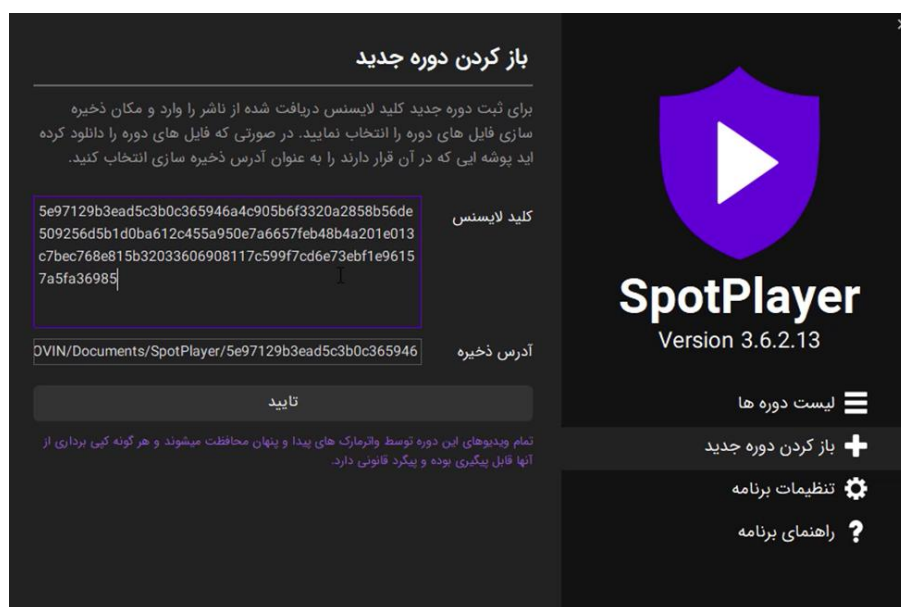 باز کردن دوره جدید
برای ثبت دوره جدید کلید لایسنس دریافت شده از ناشر را وارد و مکان ذخیره
سازی فایل های دوره را انتخاب نمایید. در صورتی که فایل های دوره را دانلود کرده
اید پوشه ایی که در آن قرار دارند را به عنوان آدرس ذخیره سازی انتخاب کنید.
کلید لایسنس
5e97129b3ead5c3b0c365946a4c905b6f3320a2858b56de
509256d5b1d0ba612c455a950e7a6657feb48b4a201e013
c7bec768e815b32033606908117c599f7cd6e73ebf1e9615
7a5fa36985
آدرس ذخیره
OVIN/Documents/SpotPlayer/5e97129b3ead5c3b0c365946
تایید
تمام ویدیوهای این دوره توسط واترمارک های پیدا و پنهان محافظت میشوند و هر گونه کپی برداری از
آنها قابل پیگیری بوده و پیگرد قانونی دارد.
SpotPlayer
Version 3.6.2.13
لیست دوره ها
باز کردن دوره جدید
تنظیمات برنامه
راهنمای برنامه